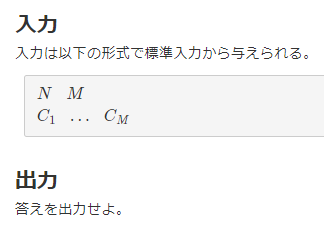 入力
入力は以下の形式で標準入力から与えられる。
N M
C₁ … C_M
出力
答えを出力せよ。